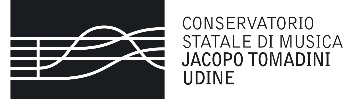 CONSERVATORIO
STATALE DI MUSICA
JACOPO TOMADINI
UDINE